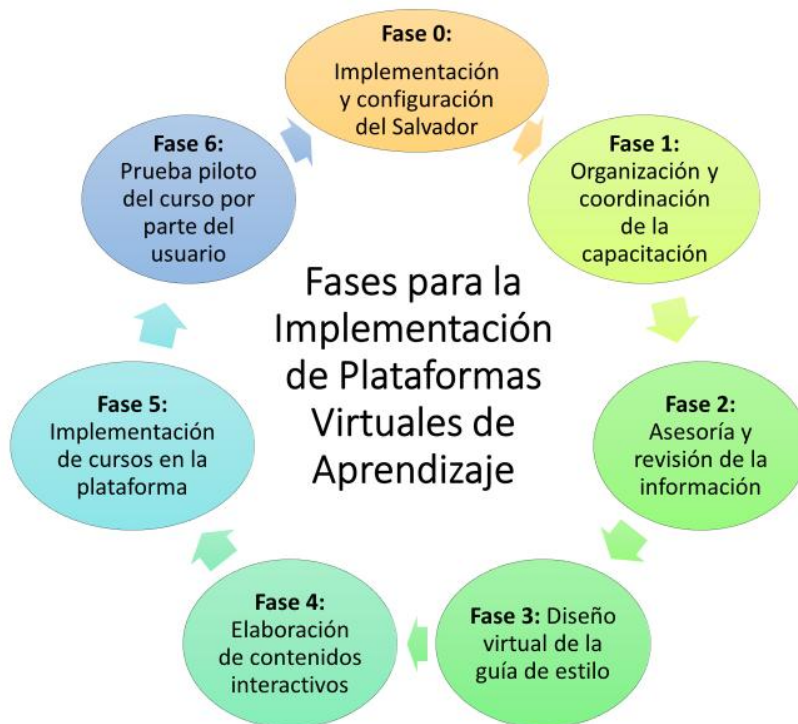 Fase 0:
Implementación
y configuración
del Salvador
Fase 1:
Organización y
coordinación
de la
capacitación
Fase 2:
Asesoría y
revisión de la
información
Fase 3: Diseño
virtual de la
guía de estilo
Fase 4:
Elaboración
de contenidos
interactivos
Fase 5:
Implementación
de cursos en la
plataforma
Fase 6:
Prueba piloto
del curso por
parte del
usuario
Fases para la
Implementación
de Plataformas
Virtuales de
Aprendizaje